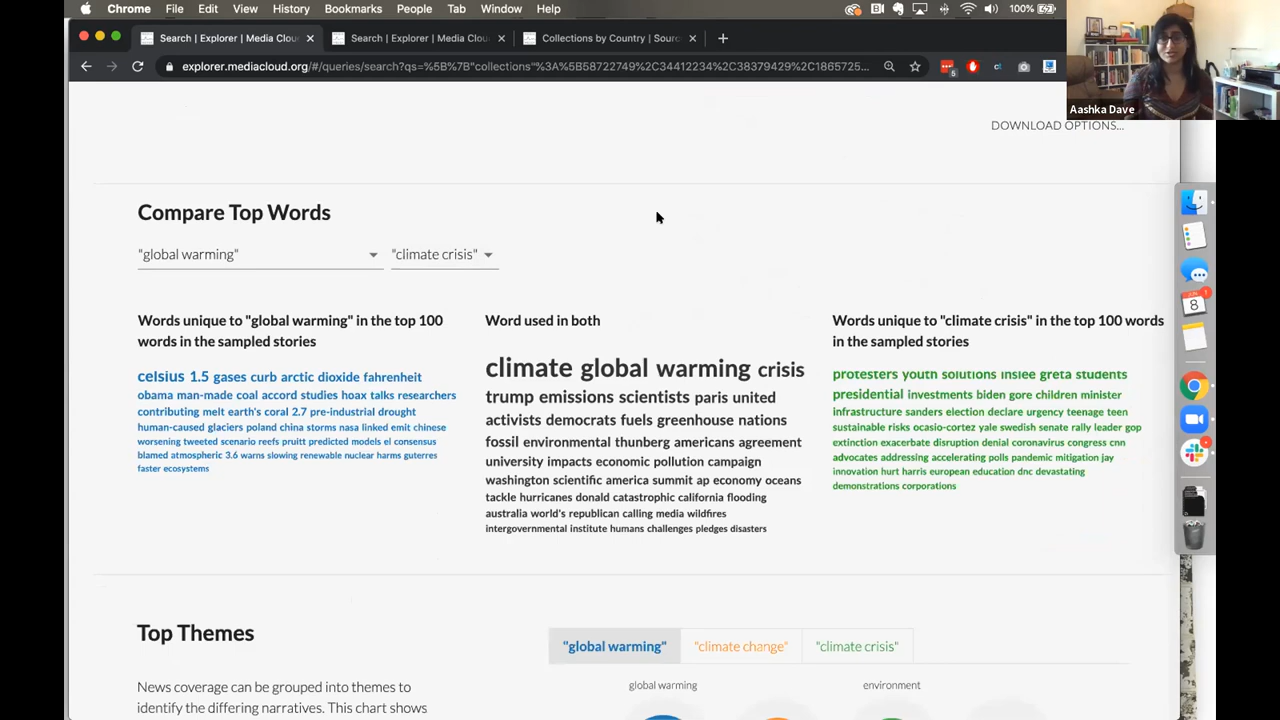 Chrome File Edit View History Bookmarks People Tab Window Help 100%
Search | Explorer | Media Clou
Search | Ex
a Clou
Collections by Country | Sourc
explorer.mediacloud.org/#/queries/search?qs=%5B%7B"collections"%3A%5B58722749%2C34412234%2C38379429%2C1865725...
5
Aashka Dave
DOWNLOAD OPTIONS...
Compare Top Words
"global warming" "climate crisis"
Words unique to "global warming" in the top 100
words in the sampled stories
celsius 1.5 gases curb arctic dioxide fahrenheit
obama man-made coal accord studies hoax talks researchers
contributing melt earth's coral 2.7 pre-industrial drought
human-caused glaciers poland china storms nasa linked emit chinese
worsening tweeted scenario reefs pruitt predicted models el consensus
blamed atmospheric 3.6 warns slowing renewable nuclear harms guterres
faster ecosystems
Word used in both
climate global warming crisis
trump emissions scientists paris united
activists democrats fuels greenhouse nations
fossil environmental thunberg americans agreement
university impacts economic pollution campaign
washington scientific america summit ap economy oceans
tackle hurricanes donald catastrophic california flooding
australia world's republican calling media wildfires
intergovernmental institute humans challenges pledges disasters
Words unique to "climate crisis" in the top 100 words
in the sampled stories
protesters youth solutions inslee greta students
presidential investments biden gore children minister
infrastructure sanders election declare urgency teenage teen
sustainable risks ocasio-cortez yale swedish senate rally leader gop
extinction exacerbate disruption denial coronavirus congress cnn
advocates addressing accelerating polls pandemic mitigation jay
innovation hurt harris european education dnc devastating
demonstrations corporations
JUN 1
8
Top Themes
"global warming" "climate change" "climate crisis"
global warming environment
News coverage can be grouped into themes to
identify the differing narratives. This chart shows